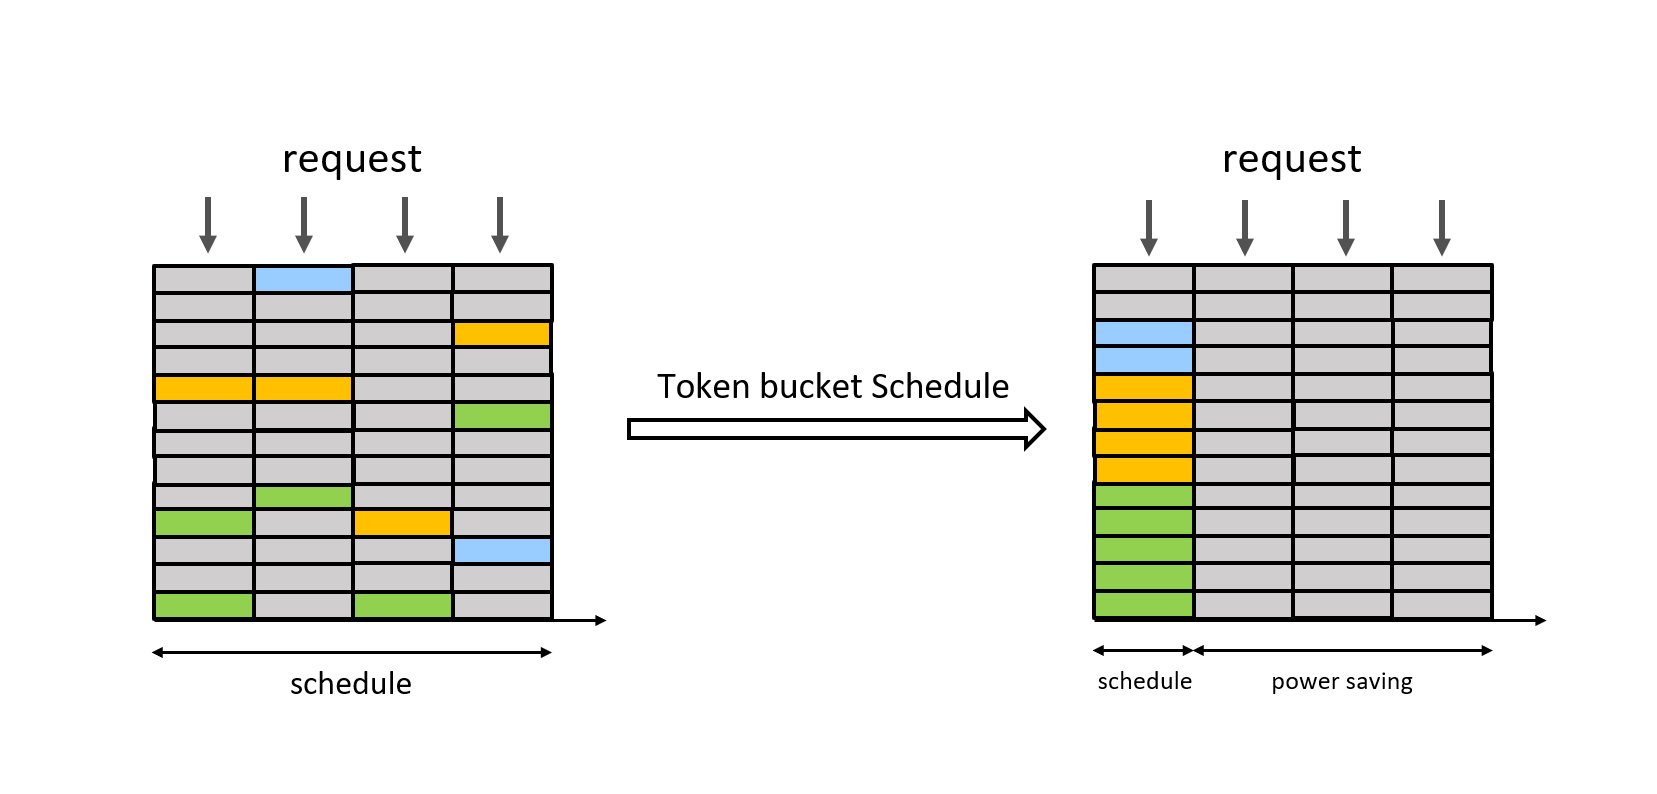 request
request
Token bucket Schedule
schedule
schedule
power saving